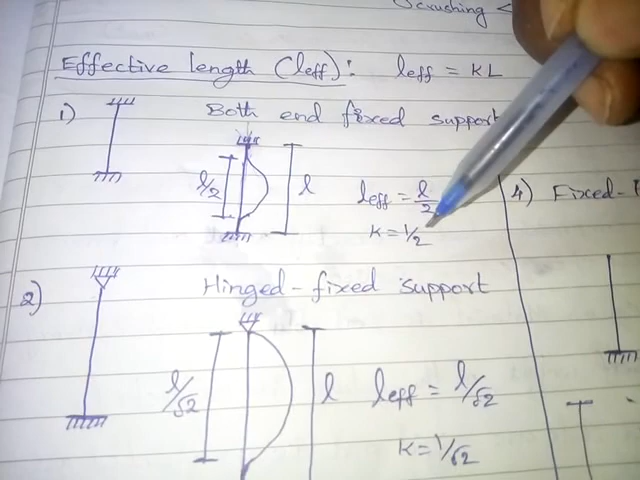 σcrushing <
Effective length (leff): leff = KL
1) Both end fixed support
l/2 l leff = l/2
K = 1/2
4) Fixed-
2) Hinged-fixed support
l/√2 l leff = l/√2
K = 1/√2